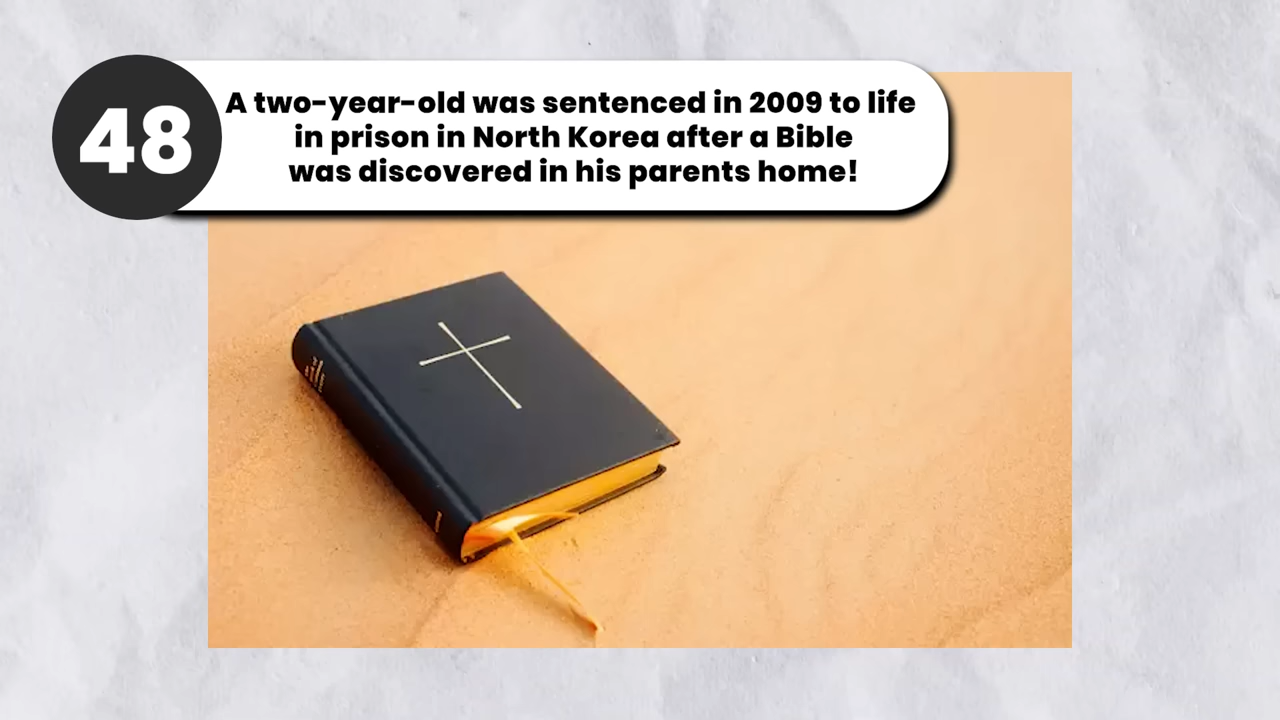 48
A two-year-old was sentenced in 2009 to life
in prison in North Korea after a Bible
was discovered in his parents home!